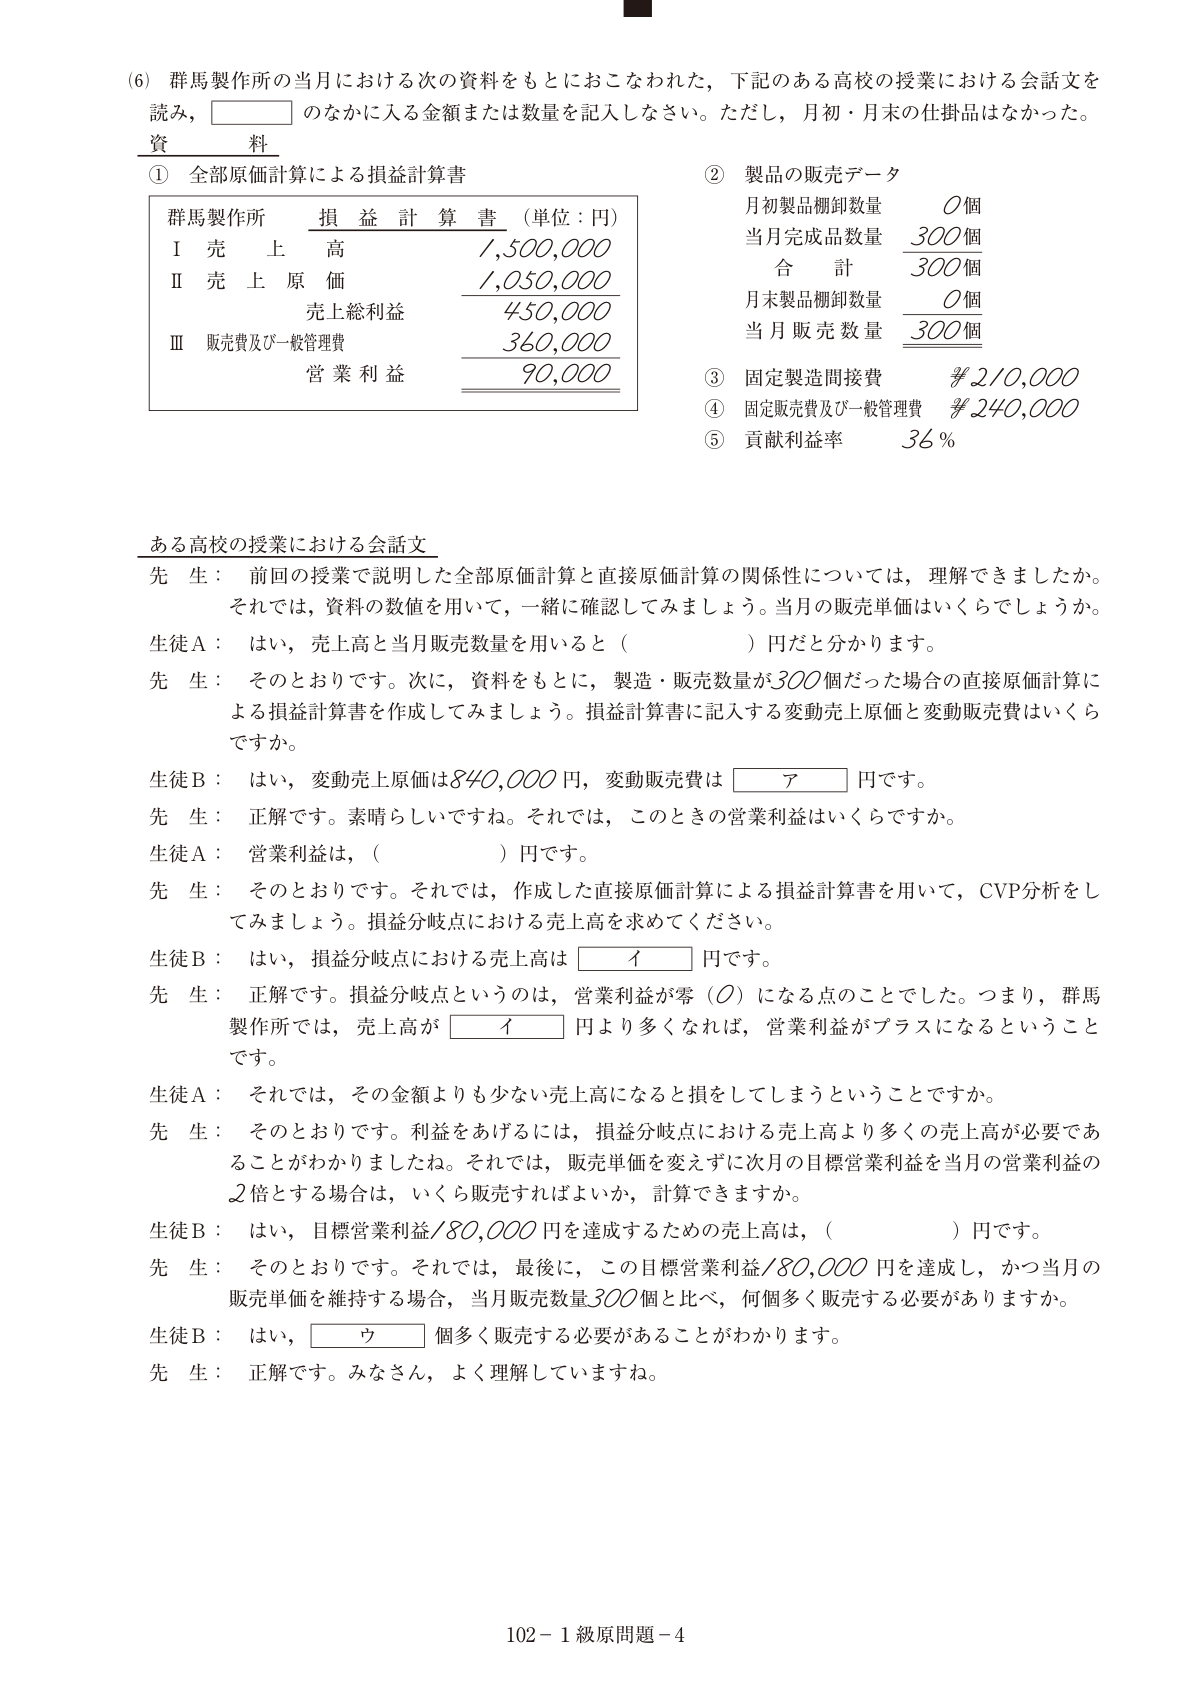 (6) 群馬製作所の当月における次の資料をもとにおこなわれた，下記のある高校の授業における会話文を
読み， のなかに入る金額または数量を記入しなさい。ただし，月初・月末の仕掛品はなかった。
資　　料
① 全部原価計算による損益計算書
群馬製作所 損益計算書 （単位：円）
Ⅰ 売上高 1,500,000
Ⅱ 売上原価 1,050,000
売上総利益 450,000
Ⅲ 販売費及び一般管理費 360,000
営業利益 90,000
② 製品の販売データ
月初製品棚卸数量 0個
当月完成品数量 300個
合計 300個
月末製品棚卸数量 0個
当月販売数量 300個
③ 固定製造間接費 ¥210,000
④ 固定販売費及び一般管理費 ¥240,000
⑤ 貢献利益率 36％
ある高校の授業における会話文
先　生： 前回の授業で説明した全部原価計算と直接原価計算の関係性については，理解できましたか。
それでは，資料の数値を用いて，一緒に確認してみましょう。当月の販売単価はいくらでしょうか。
生徒Ａ： はい，売上高と当月販売数量を用いると（　　　　　）円だと分かります。
先　生： そのとおりです。次に，資料をもとに，製造・販売数量が300個だった場合の直接原価計算に
よる損益計算書を作成してみましょう。損益計算書に記入する変動売上原価と変動販売費はいくら
ですか。
生徒Ｂ： はい，変動売上原価は840,000円，変動販売費は ア 円です。
先　生： 正解です。素晴らしいですね。それでは，このときの営業利益はいくらですか。
生徒Ａ： 営業利益は，（　　　　　）円です。
先　生： そのとおりです。それでは，作成した直接原価計算による損益計算書を用いて，CVP分析をし
てみましょう。損益分岐点における売上高を求めてください。
生徒Ｂ： はい，損益分岐点における売上高は イ 円です。
先　生： 正解です。損益分岐点というのは，営業利益が零（0）になる点のことでした。つまり，群馬
製作所では，売上高が イ 円より多くなれば，営業利益がプラスになるということ
です。
生徒Ａ： それでは，その金額よりも少ない売上高になると損をしてしまうということですか。
先　生： そのとおりです。利益をあげるには，損益分岐点における売上高より多くの売上高が必要であ
ることがわかりましたね。それでは，販売単価を変えずに次月の目標営業利益を当月の営業利益の
2倍とする場合は，いくら販売すればよいか，計算できますか。
生徒Ｂ： はい，目標営業利益180,000円を達成するための売上高は，（　　　　　）円です。
先　生： そのとおりです。それでは，最後に，この目標営業利益180,000円を達成し，かつ当月の
販売単価を維持する場合，当月販売数量300個と比べ，何個多く販売する必要がありますか。
生徒Ｂ： はい， ウ 個多く販売する必要があることがわかります。
先　生： 正解です。みなさん，よく理解していますね。
102－１級原問題－4